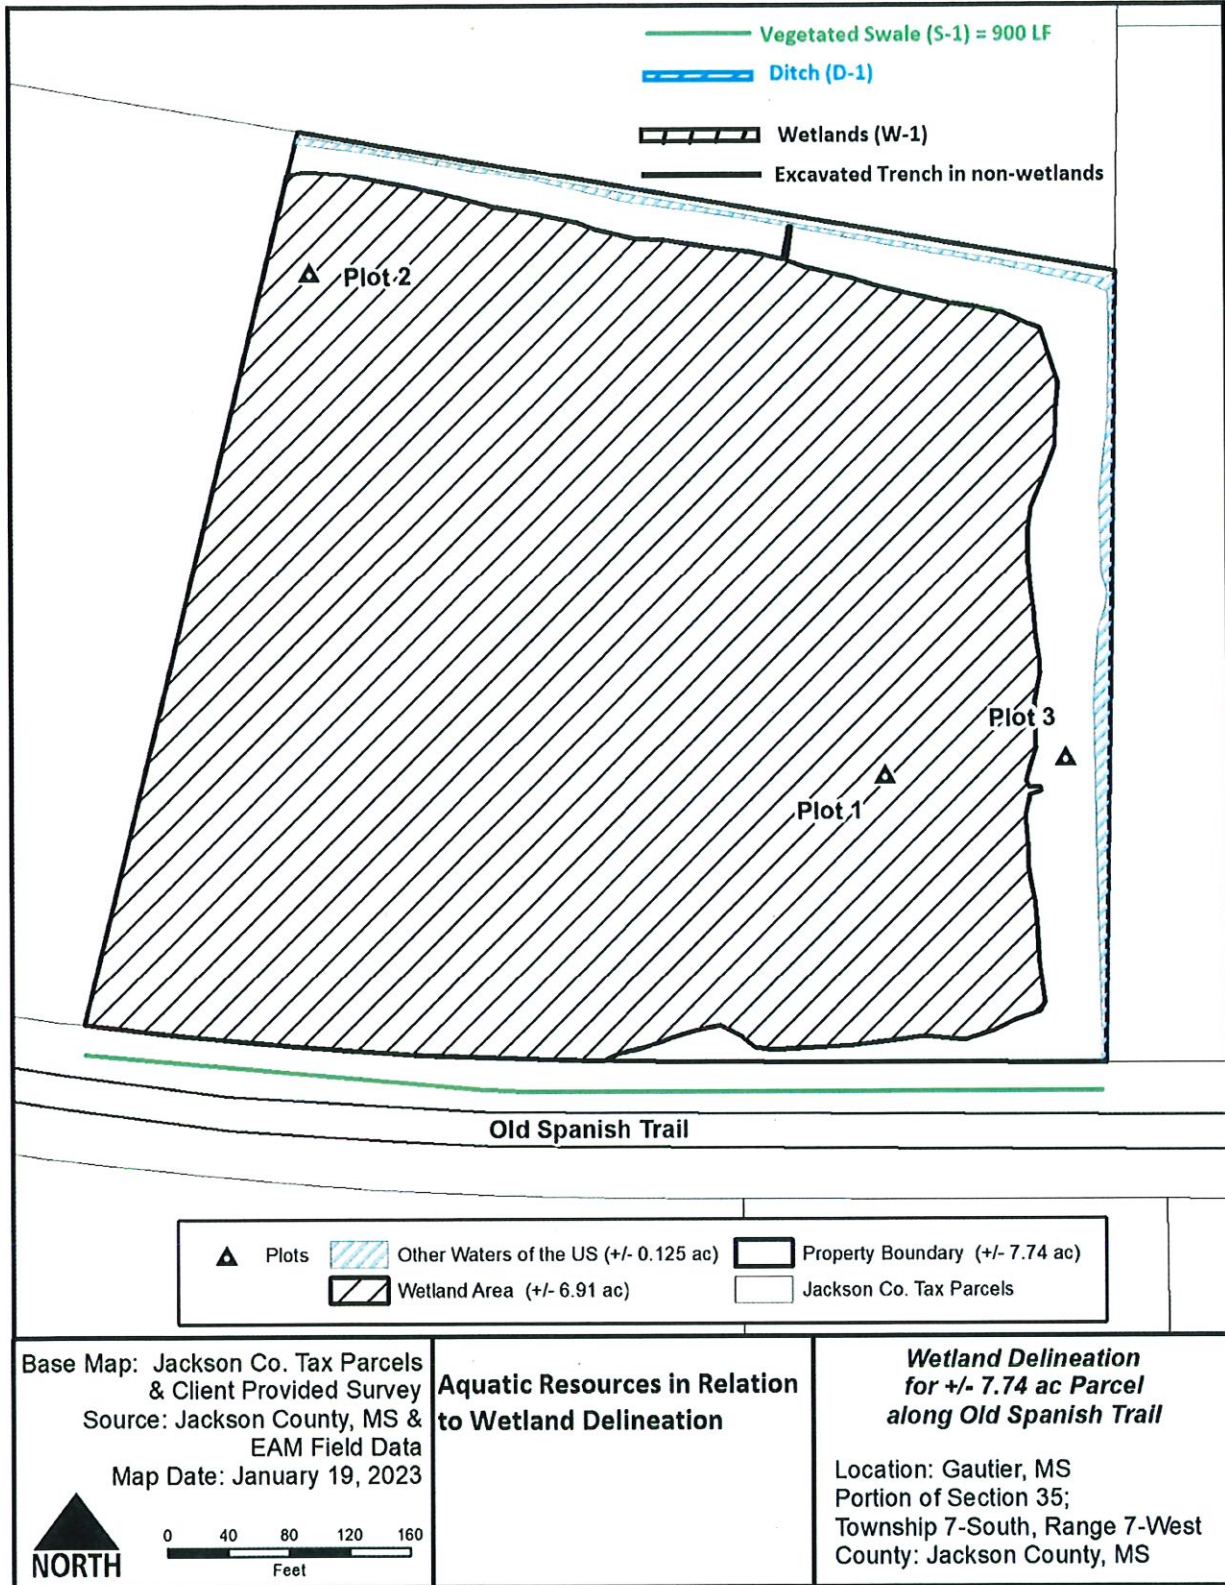 Vegetated Swale (S-1) = 900 LF
Ditch (D-1)
Wetlands (W-1)
Excavated Trench in non-wetlands
Plot 2
Plot 3
Plot 1
Old Spanish Trail
Plots
Other Waters of the US (+/- 0.125 ac)
Property Boundary (+/- 7.74 ac)
Wetland Area (+/- 6.91 ac)
Jackson Co. Tax Parcels
Base Map: Jackson Co. Tax Parcels
& Client Provided Survey
Source: Jackson County, MS &
EAM Field Data
Map Date: January 19, 2023
NORTH
0 40 80 120 160
Feet
Aquatic Resources in Relation
to Wetland Delineation
Wetland Delineation
for +/- 7.74 ac Parcel
along Old Spanish Trail
Location: Gautier, MS
Portion of Section 35;
Township 7-South, Range 7-West
County: Jackson County, MS